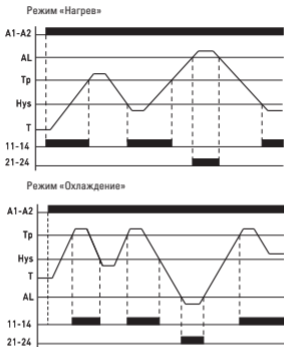 Режим «Нагрев»
A1-A2
AL
Tp
Hys
T
11-14
21-24
Режим «Охлаждение»
A1-A2
Tp
Hys
T
AL
11-14
21-24